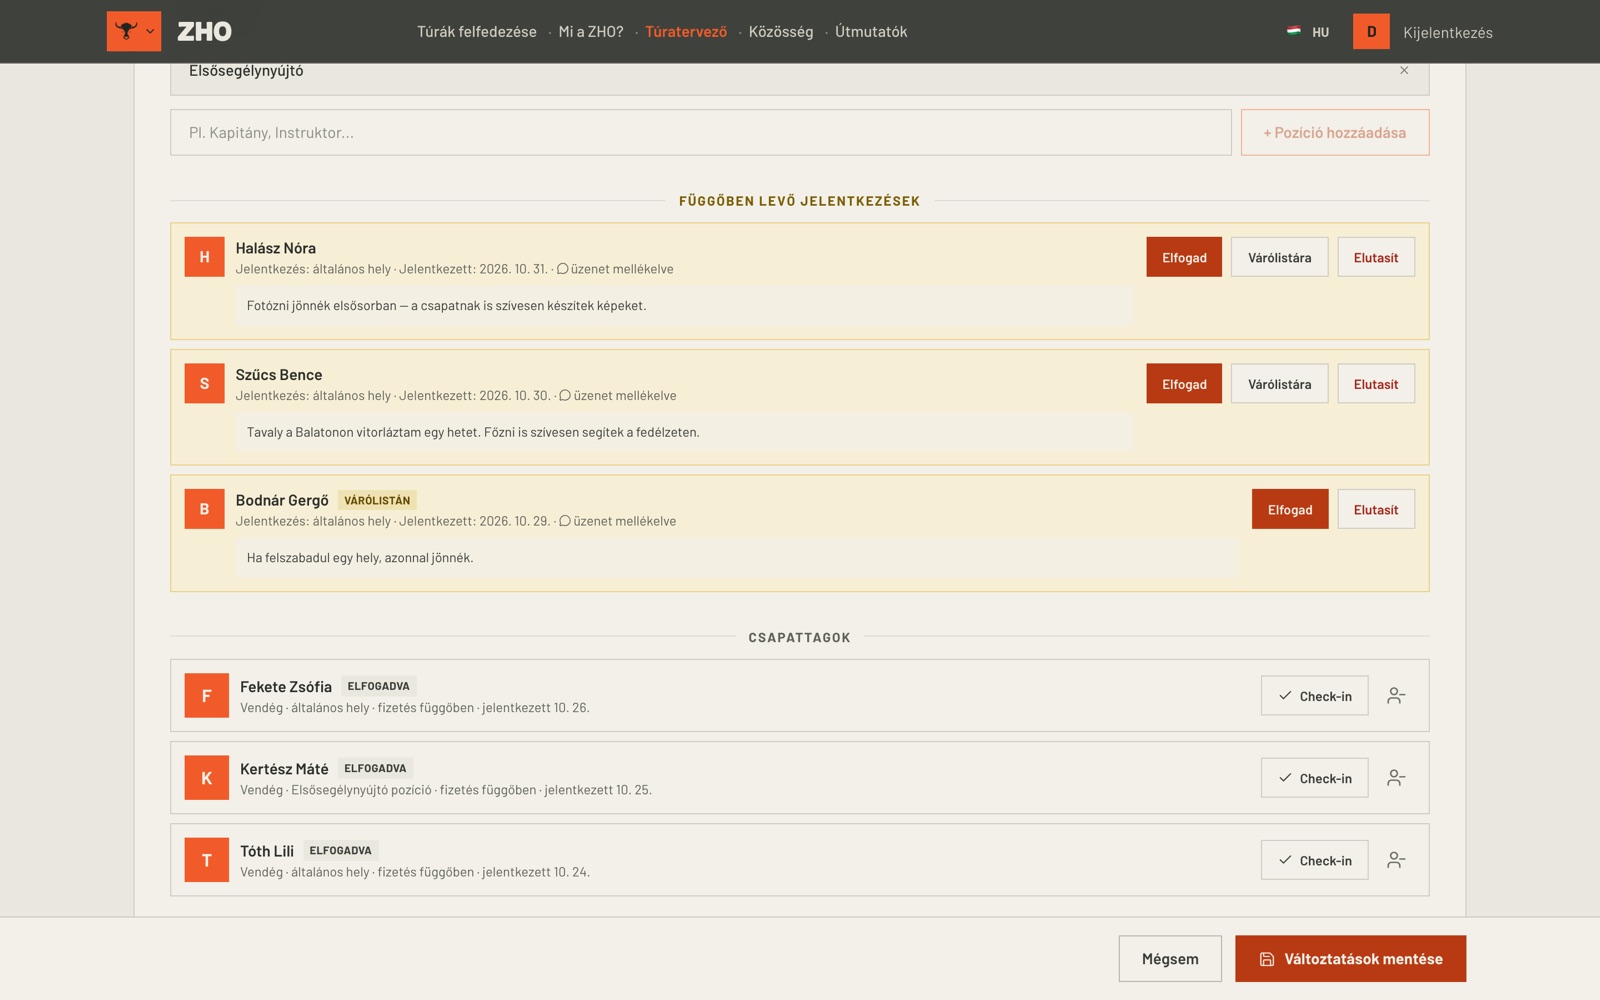 ZHO
Túrák felfedezése · Mi a ZHO? · Túratervező · Közösség · Útmutatók
HU
D
Kijelentkezés
Elsősegélynyújtó
Pl. Kapitány, Instruktor...
+ Pozíció hozzáadása
FÜGGŐBEN LEVŐ JELENTKEZÉSEK
H
Halász Nóra
Jelentkezés: általános hely · Jelentkezett: 2026. 10. 31. · üzenet mellékelve
Fotózni jönnék elsősorban — a csapatnak is szívesen készítek képeket.
Elfogad
Várólistára
Elutasít
S
Szűcs Bence
Jelentkezés: általános hely · Jelentkezett: 2026. 10. 30. · üzenet mellékelve
Tavaly a Balatonon vitorláztam egy hetet. Főzni is szívesen segítek a fedélzeten.
Elfogad
Várólistára
Elutasít
B
Bodnár Gergő VÁRÓLISTÁN
Jelentkezés: általános hely · Jelentkezett: 2026. 10. 29. · üzenet mellékelve
Ha felszabadul egy hely, azonnal jönnék.
Elfogad
Elutasít
CSAPATTAGOK
F
Fekete Zsófia ELFOGADVA
Vendég · általános hely · fizetés függőben · jelentkezett 10. 26.
Check-in
K
Kertész Máté ELFOGADVA
Vendég · Elsősegélynyújtó pozíció · fizetés függőben · jelentkezett 10. 25.
Check-in
T
Tóth Lili ELFOGADVA
Vendég · általános hely · fizetés függőben · jelentkezett 10. 24.
Check-in
Mégsem
Változtatások mentése